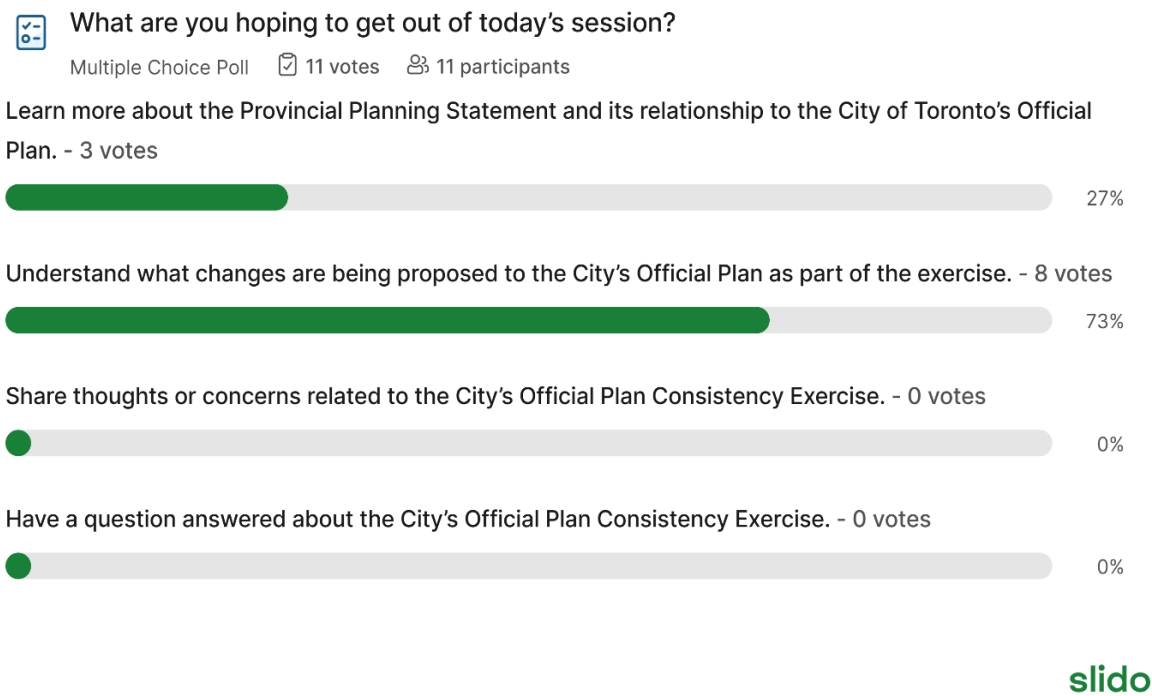 What are you hoping to get out of today’s session?
Multiple Choice Poll 11 votes 11 participants
Learn more about the Provincial Planning Statement and its relationship to the City of Toronto’s Official
Plan. - 3 votes
27%
Understand what changes are being proposed to the City’s Official Plan as part of the exercise. - 8 votes
73%
Share thoughts or concerns related to the City’s Official Plan Consistency Exercise. - 0 votes
0%
Have a question answered about the City’s Official Plan Consistency Exercise. - 0 votes
0%
slido